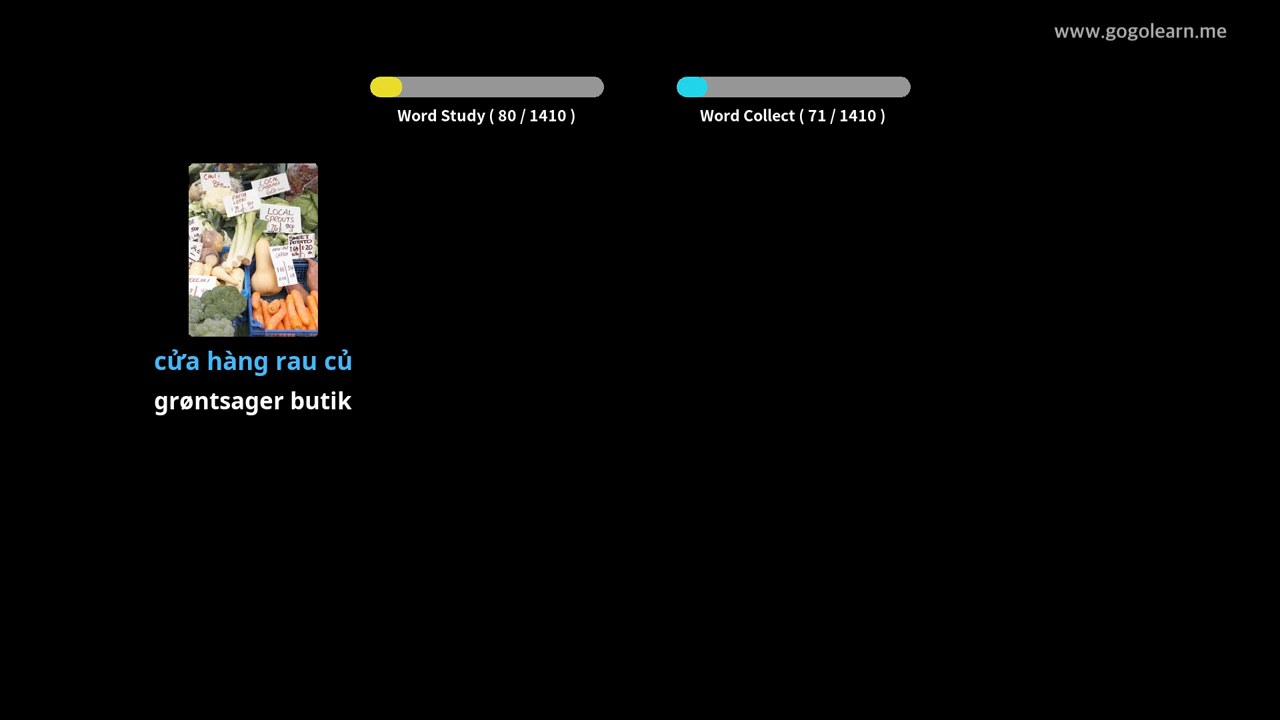 www.gogolearn.me
Word Study ( 80 / 1410 )
Word Collect ( 71 / 1410 )
LOCAL
LOCAL
SPROUTS
cửa hàng rau củ
grøntsager butik